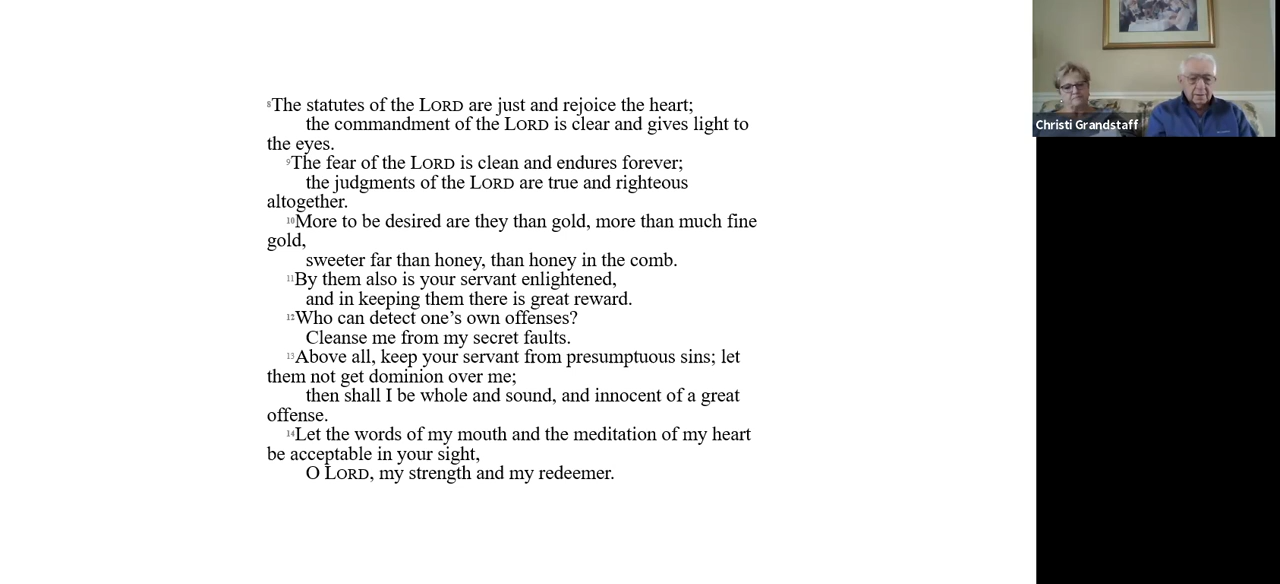 8The statutes of the LORD are just and rejoice the heart;
the commandment of the LORD is clear and gives light to
the eyes.
9The fear of the LORD is clean and endures forever;
the judgments of the LORD are true and righteous
altogether.
10More to be desired are they than gold, more than much fine
gold,
sweeter far than honey, than honey in the comb.
11By them also is your servant enlightened,
and in keeping them there is great reward.
12Who can detect one’s own offenses?
Cleanse me from my secret faults.
13Above all, keep your servant from presumptuous sins; let
them not get dominion over me;
then shall I be whole and sound, and innocent of a great
offense.
14Let the words of my mouth and the meditation of my heart
be acceptable in your sight,
O LORD, my strength and my redeemer.
Christi Grandstaff